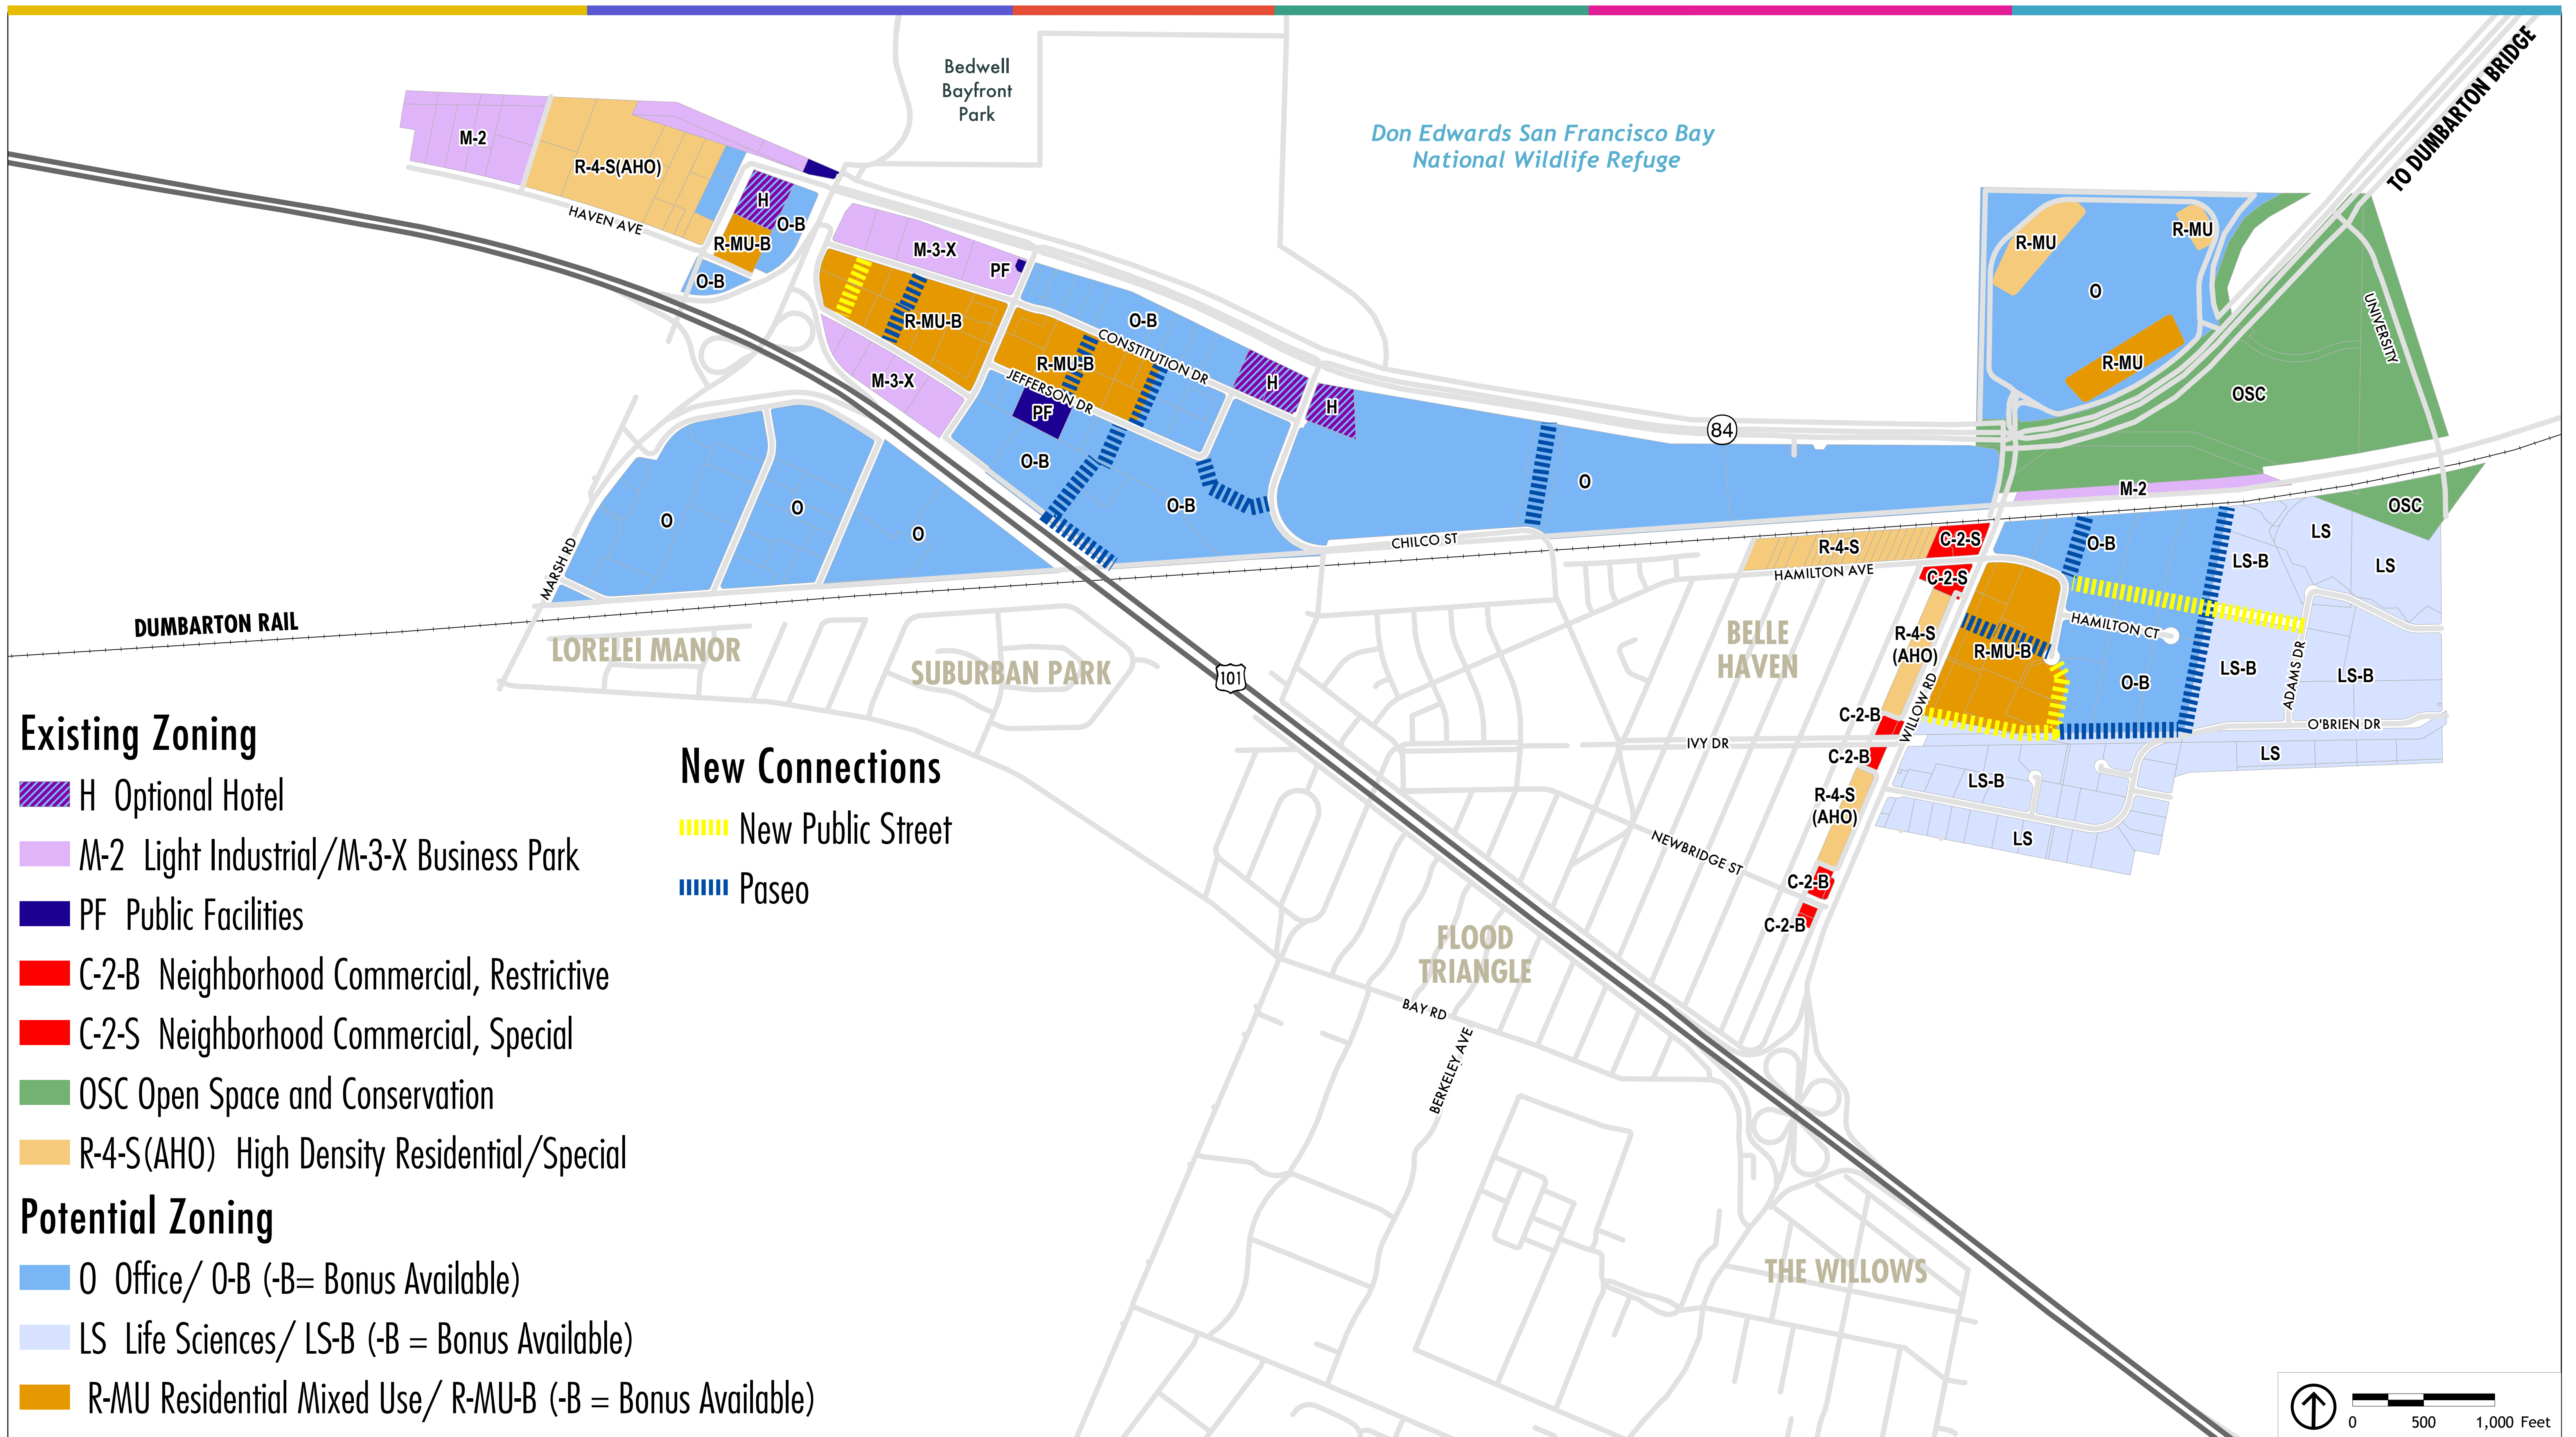 Bedwell
Bayfront
Park
Don Edwards San Francisco Bay
National Wildlife Refuge
TO DUMBARTON BRIDGE
M-2
R-4-S(AHO)
HAVEN AVE
H
O-B
R-MU-B
O-B
M-3-X
PF
R-MU-B
M-3-X
O-B
CONSTITUTION DR
R-MU-B
JEFFERSON DR
PF
H
H
O-B
O-B
O
84
R-MU
R-MU
O
R-MU
UNIVERSITY
OSC
M-2
OSC
O
O
O
MARSH RD
CHILCO ST
R-4-S
C-2-S
HAMILTON AVE
C-2-S
O-B
LS-B
LS
LS
DUMBARTON RAIL
LORELEI MANOR
SUBURBAN PARK
101
BELLE
HAVEN
R-4-S
(AHO)
R-MU-B
HAMILTON CT
O-B
LS-B
ADAMS DR
LS-B
WILLOW RD
C-2-B
O'BRIEN DR
IVY DR
C-2-B
LS
LS-B
R-4-S
(AHO)
LS
NEWBRIDGE ST
C-2-B
C-2-B
FLOOD
TRIANGLE
BAY RD
BERKELEY AVE
THE WILLOWS
Existing Zoning
H Optional Hotel
M-2 Light Industrial/M-3-X Business Park
PF Public Facilities
C-2-B Neighborhood Commercial, Restrictive
C-2-S Neighborhood Commercial, Special
OSC Open Space and Conservation
R-4-S(AHO) High Density Residential/Special
Potential Zoning
O Office/ O-B (-B= Bonus Available)
LS Life Sciences/ LS-B (-B = Bonus Available)
R-MU Residential Mixed Use/ R-MU-B (-B = Bonus Available)
New Connections
New Public Street
Paseo
0 500 1,000 Feet